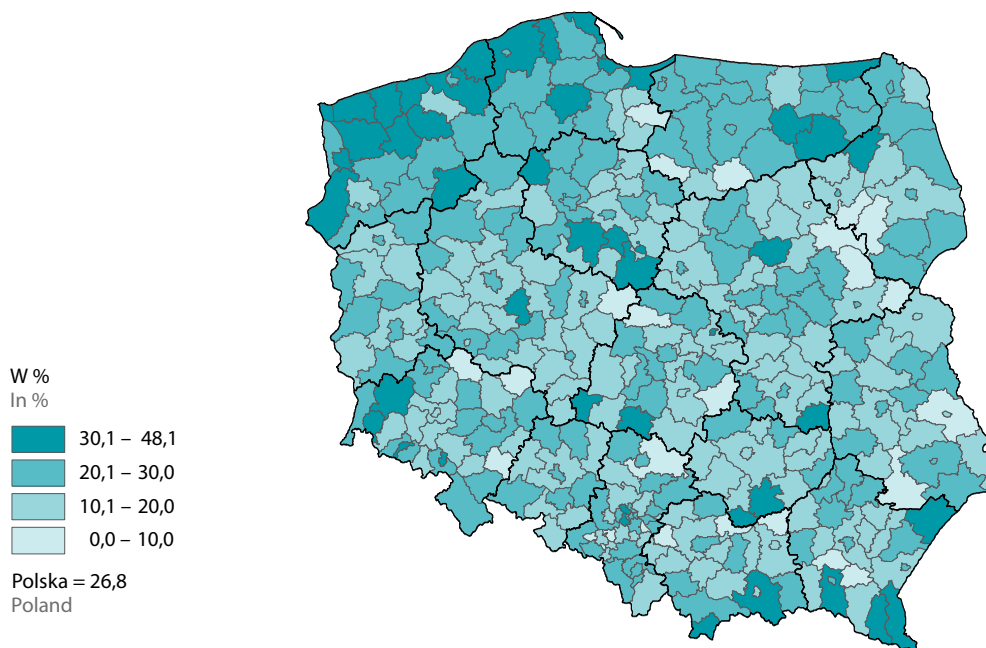 W %
In %
30,1 – 48,1
20,1 – 30,0
10,1 – 20,0
0,0 – 10,0
Polska = 26,8
Poland